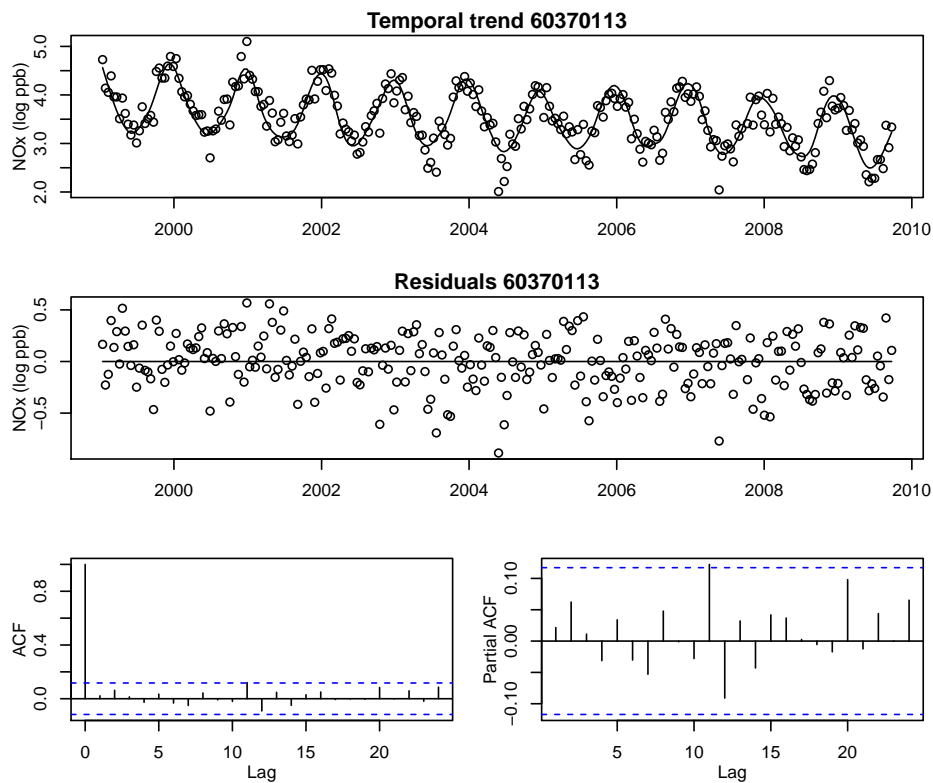 Temporal trend 60370113
NOx (log ppb)
5.0
4.0
3.0
2.0
2000 2002 2004 2006 2008 2010
Residuals 60370113
NOx (log ppb)
0.5
0.0
−0.5
2000 2002 2004 2006 2008 2010
ACF
0.8
0.4
0.0
0 5 10 15 20
Lag
Partial ACF
0.10
0.00
−0.10
5 10 15 20
Lag